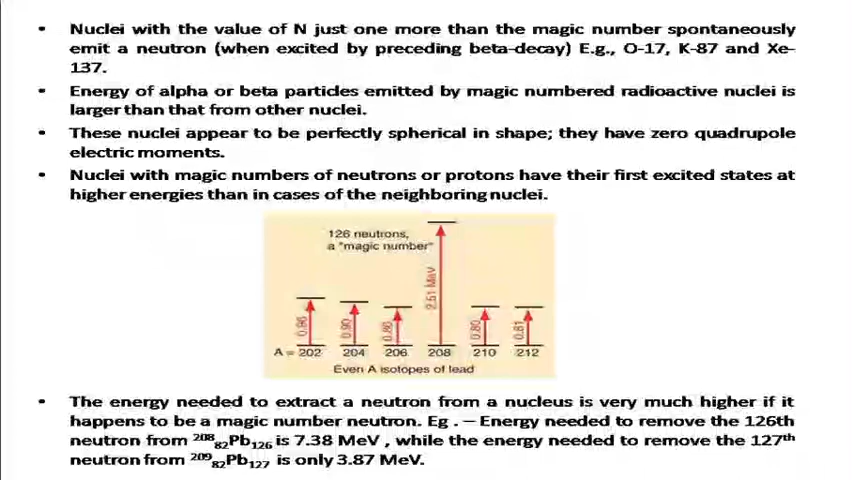 • Nuclei with the value of N just one more than the magic number spontaneously
emit a neutron (when excited by preceding beta-decay) E.g., O-17, K-87 and Xe-
137.
• Energy of alpha or beta particles emitted by magic numbered radioactive nuclei is
larger than that from other nuclei.
• These nuclei appear to be perfectly spherical in shape; they have zero quadrupole
electric moments.
• Nuclei with magic numbers of neutrons or protons have their first excited states at
higher energies than in cases of the neighboring nuclei.
126 neutrons,
a "magic number"
0.96 0.90 0.80 2.51 MeV 0.80 0.81
A = 202 204 206 208 210 212
Even A isotopes of lead
• The energy needed to extract a neutron from a nucleus is very much higher if it
happens to be a magic number neutron. Eg . – Energy needed to remove the 126th
neutron from ²⁰⁸₈₂Pb₁₂₆ is 7.38 MeV , while the energy needed to remove the 127ᵗʰ
neutron from ²⁰⁹₈₂Pb₁₂₇ is only 3.87 MeV.